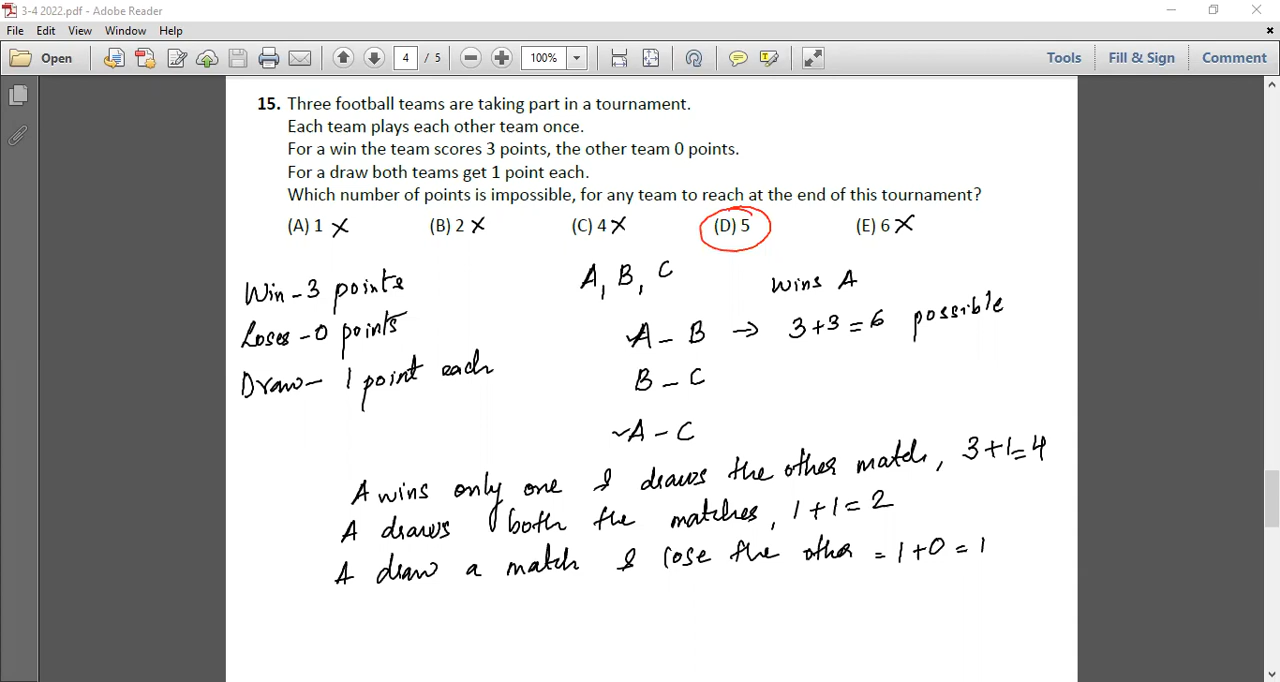 3-4 2022.pdf - Adobe Reader
File Edit View Window Help
Open 4 / 5 100% Tools Fill & Sign Comment
15. Three football teams are taking part in a tournament.
Each team plays each other team once.
For a win the team scores 3 points, the other team 0 points.
For a draw both teams get 1 point each.
Which number of points is impossible, for any team to reach at the end of this tournament?
(A) 1 X (B) 2 X (C) 4 X (D) 5 (E) 6 X
Win - 3 points
Loses - 0 points
Draw - 1 point each
A, B, C
wins A
✓A - B → 3+3 = 6 possible
B - C
✓A - C
A wins only one & draws the other match, 3+1=4
A draws both the matches, 1+1=2
A draw a match & lose the other = 1+0=1